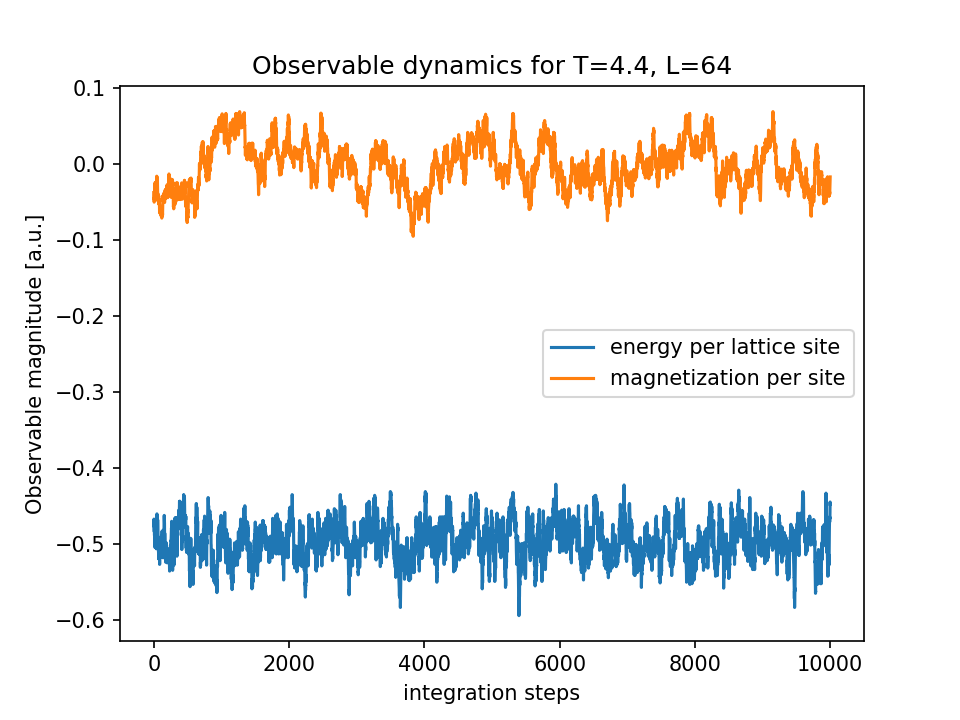 Observable dynamics for T=4.4, L=64
Observable magnitude [a.u.]
0.1
0.0
−0.1
−0.2
−0.3
−0.4
−0.5
−0.6
energy per lattice site
magnetization per site
0 2000 4000 6000 8000 10000
integration steps